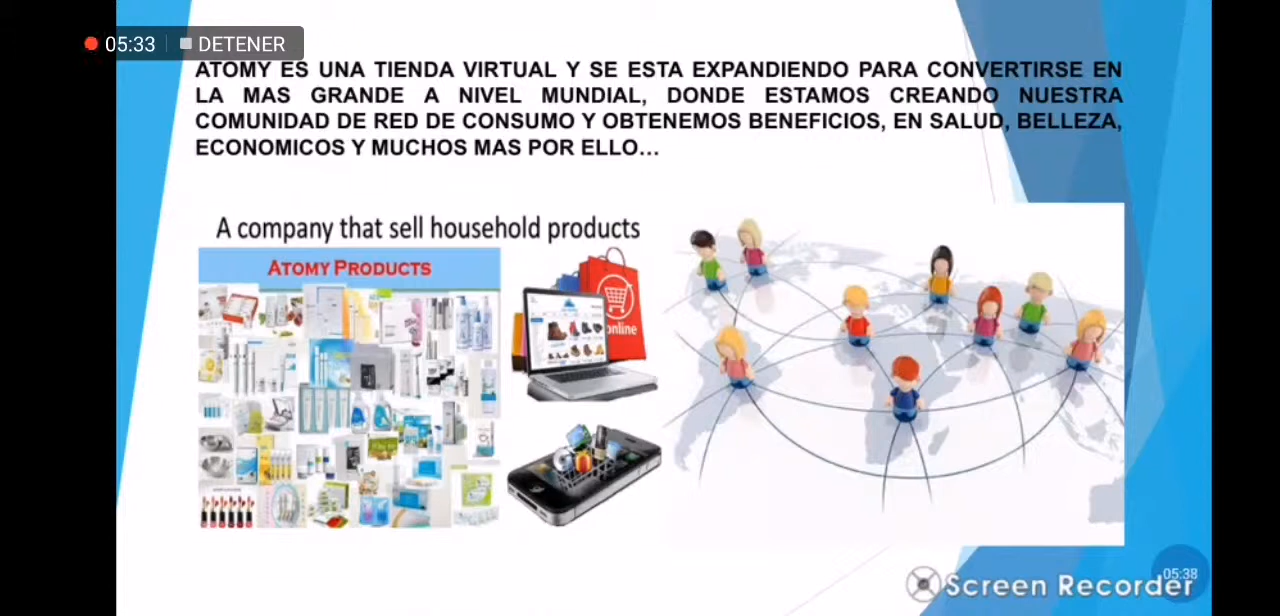 05:33 DETENER
ATOMY ES UNA TIENDA VIRTUAL Y SE ESTA EXPANDIENDO PARA CONVERTIRSE EN
LA MAS GRANDE A NIVEL MUNDIAL, DONDE ESTAMOS CREANDO NUESTRA
COMUNIDAD DE RED DE CONSUMO Y OBTENEMOS BENEFICIOS, EN SALUD, BELLEZA,
ECONOMICOS Y MUCHOS MAS POR ELLO...
A company that sell household products
ATOMY PRODUCTS
online
05:38
Screen Recorder